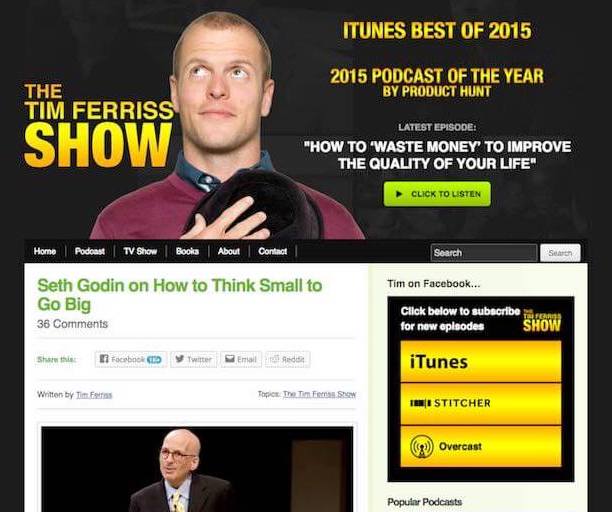 ITUNES BEST OF 2015
2015 PODCAST OF THE YEAR
BY PRODUCT HUNT
THE
TIM FERRISS
SHOW
LATEST EPISODE:
"HOW TO 'WASTE MONEY' TO IMPROVE
THE QUALITY OF YOUR LIFE"
CLICK TO LISTEN
Home Podcast TV Show Books About Contact Search Search
Seth Godin on How to Think Small to
Go Big
36 Comments
Share this: Facebook 1K+ Twitter Email Reddit
Written by Tim Ferriss Topics: The Tim Ferriss Show
Tim on Facebook...
Click below to subscribe
for new episodes
THE
TIM FERRISS
SHOW
iTunes
STITCHER
Overcast
Popular Podcasts